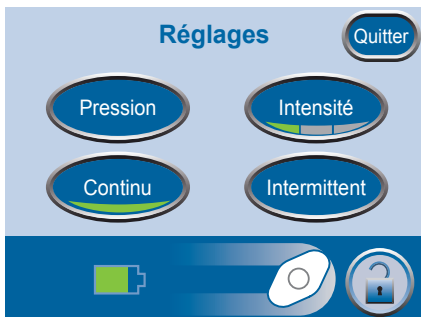 Réglages
Quitter
Pression
Intensité
Continu
Intermittent